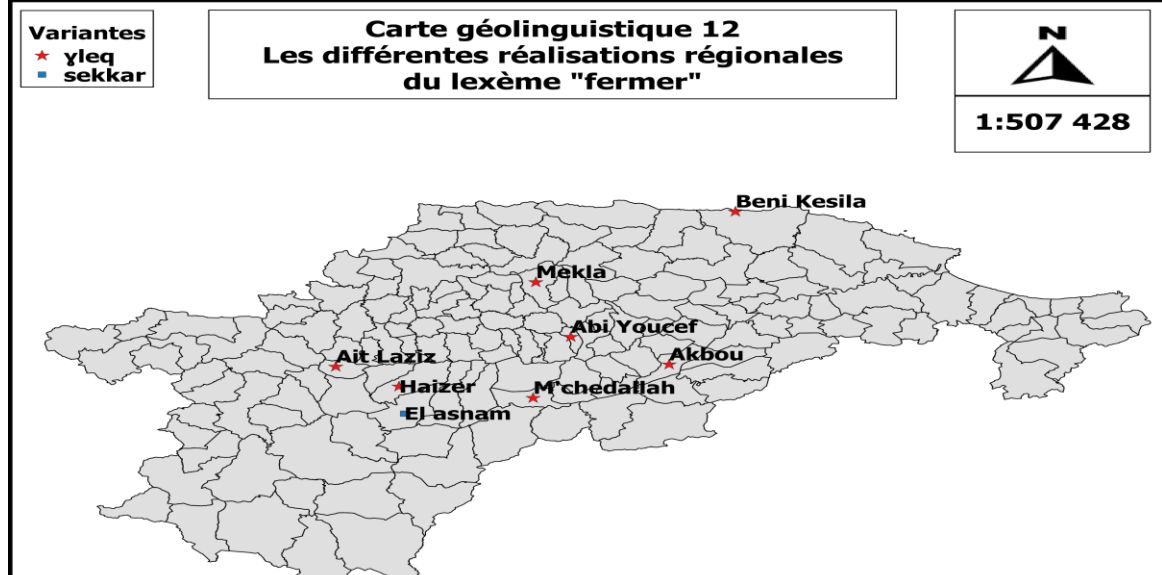 Variantes
ɣleq
sekkar
Carte géolinguistique 12
Les différentes réalisations régionales
du lexème "fermer"
N
1:507 428
Beni Kesila
Mekla
Abi Youcef
Akbou
Ait Laziz
Haizer
M'chedallah
El asnam